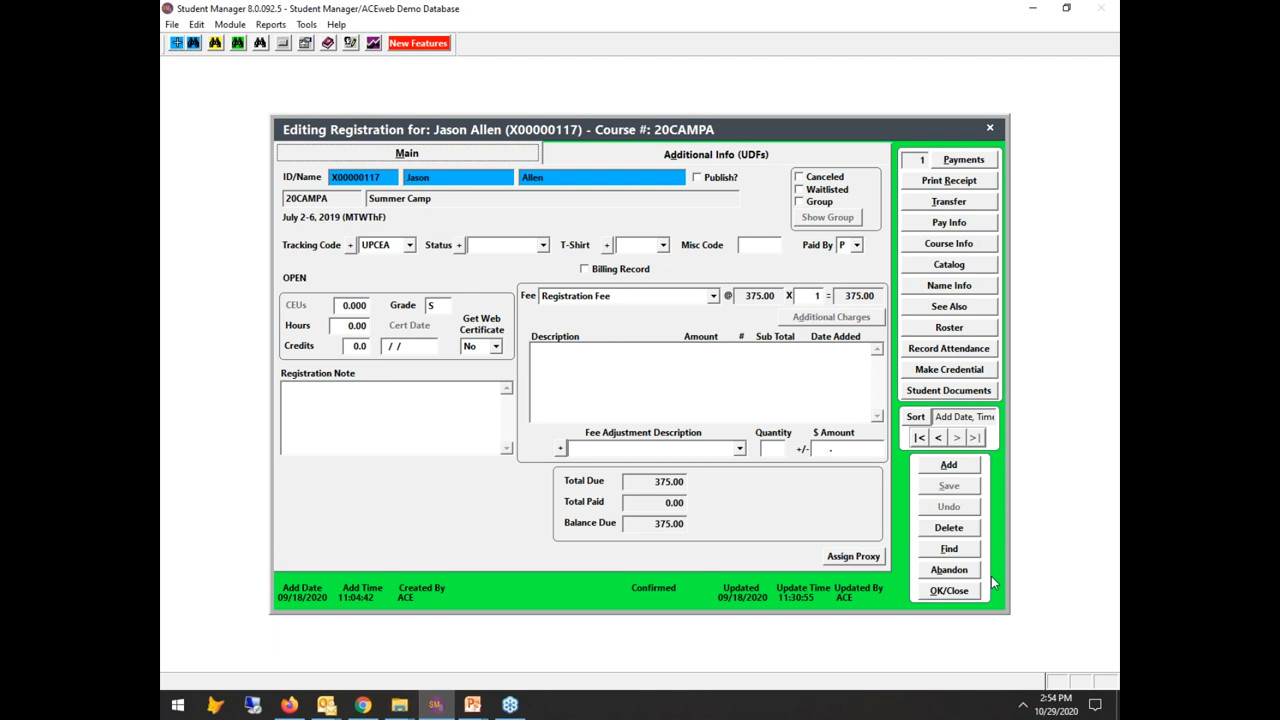 Student Manager 8.0.092.5 - Student Manager/ACEweb Demo Database
File Edit Module Reports Tools Help
New Features
Editing Registration for: Jason Allen (X00000117) - Course #: 20CAMPA
Main Additional Info (UDFs)
ID/Name X00000117 Jason Allen Publish?
Canceled
Waitlisted
Group
Show Group
20CAMPA Summer Camp
July 2-6, 2019 (MTWThF)
Tracking Code + UPCEA Status + T-Shirt + Misc Code Paid By P
Billing Record
OPEN
CEUs 0.000 Grade S
Hours 0.00 Cert Date
Get Web
Certificate
Credits 0.0 / / No
Registration Note
Fee Registration Fee @ 375.00 X 1 = 375.00
Additional Charges
Description Amount # Sub Total Date Added
Fee Adjustment Description Quantity $ Amount
+ +/- .
Total Due 375.00
Total Paid 0.00
Balance Due 375.00
Assign Proxy
Add Date Add Time Created By Confirmed Updated Update Time Updated By
09/18/2020 11:04:42 ACE 09/18/2020 11:30:55 ACE
1 Payments
Print Receipt
Transfer
Pay Info
Course Info
Catalog
Name Info
See Also
Roster
Record Attendance
Make Credential
Student Documents
Sort Add Date, Time
|< < > >|
Add
Save
Undo
Delete
Find
Abandon
OK/Close
2:54 PM
10/29/2020